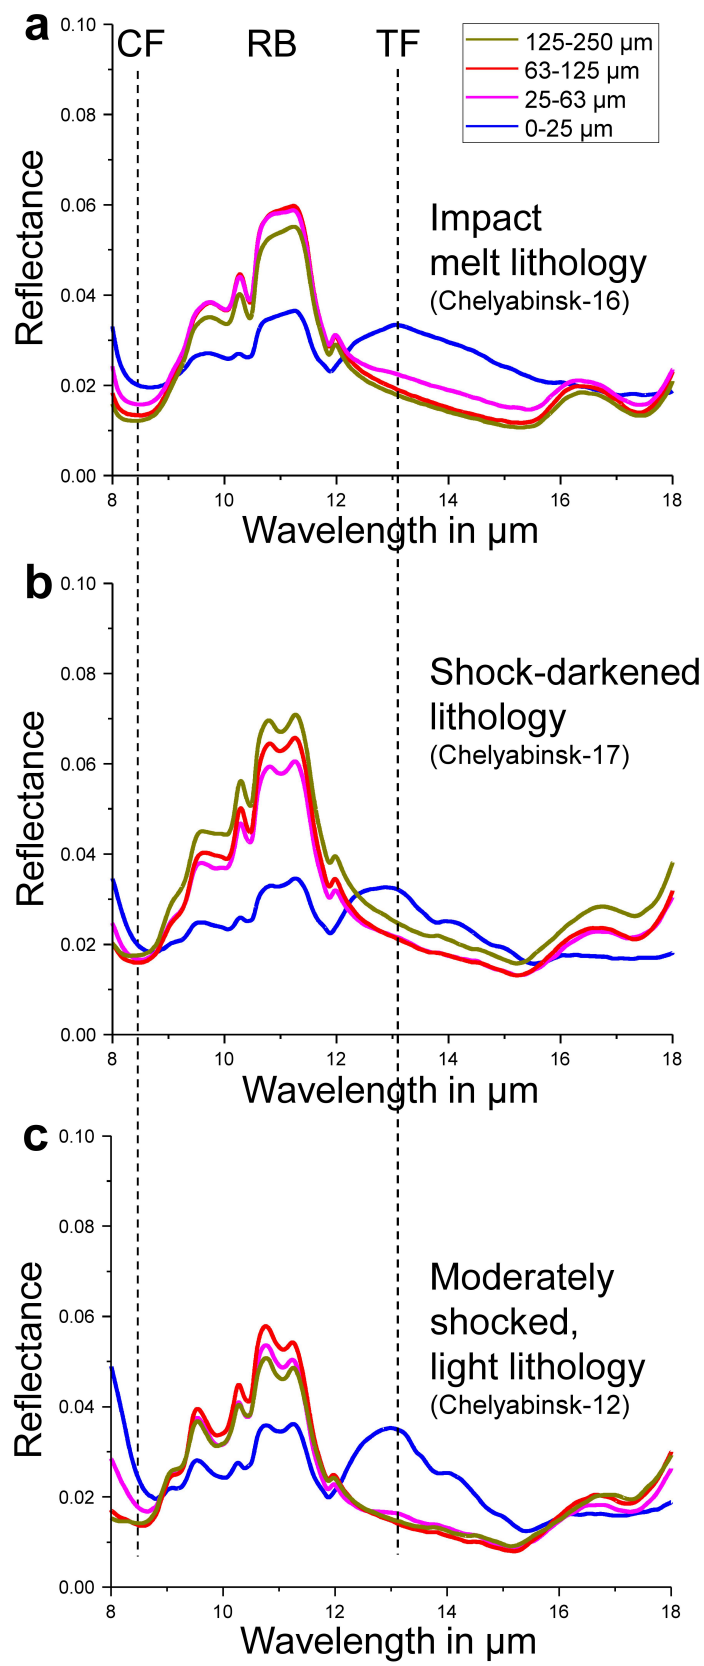 a
0.10
CF RB TF
125-250 µm
63-125 µm
25-63 µm
0-25 µm
0.08
0.06
0.04
0.02
0.00
Reflectance
Impact
melt lithology
(Chelyabinsk-16)
8 10 12 14 16 18
Wavelength in µm
b
0.10
0.08
0.06
0.04
0.02
0.00
Reflectance
Shock-darkened
lithology
(Chelyabinsk-17)
8 10 12 14 16 18
Wavelength in µm
c
0.10
0.08
0.06
0.04
0.02
0.00
Reflectance
Moderately
shocked,
light lithology
(Chelyabinsk-12)
8 10 12 14 16 18
Wavelength in µm